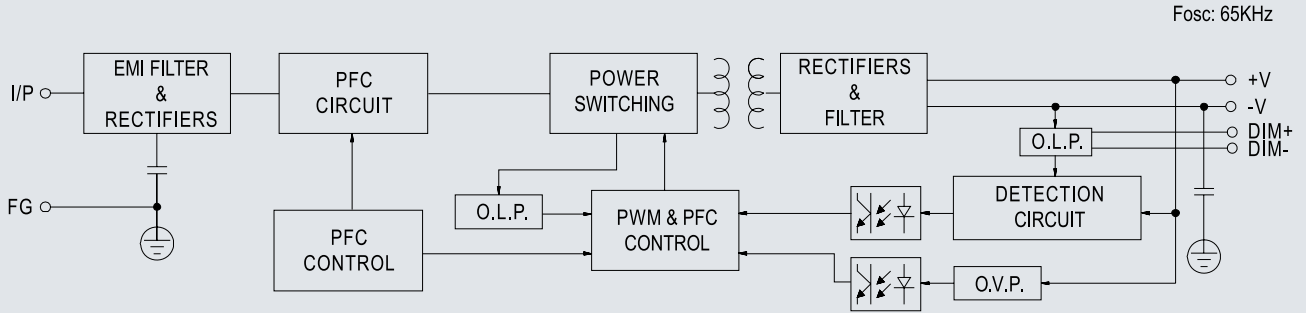 Fosc: 65KHz
I/P
EMI FILTER
&
RECTIFIERS
PFC
CIRCUIT
POWER
SWITCHING
RECTIFIERS
&
FILTER
+V
-V
DIM+
DIM-
O.L.P.
FG
PFC
CONTROL
O.L.P.
PWM & PFC
CONTROL
DETECTION
CIRCUIT
O.V.P.